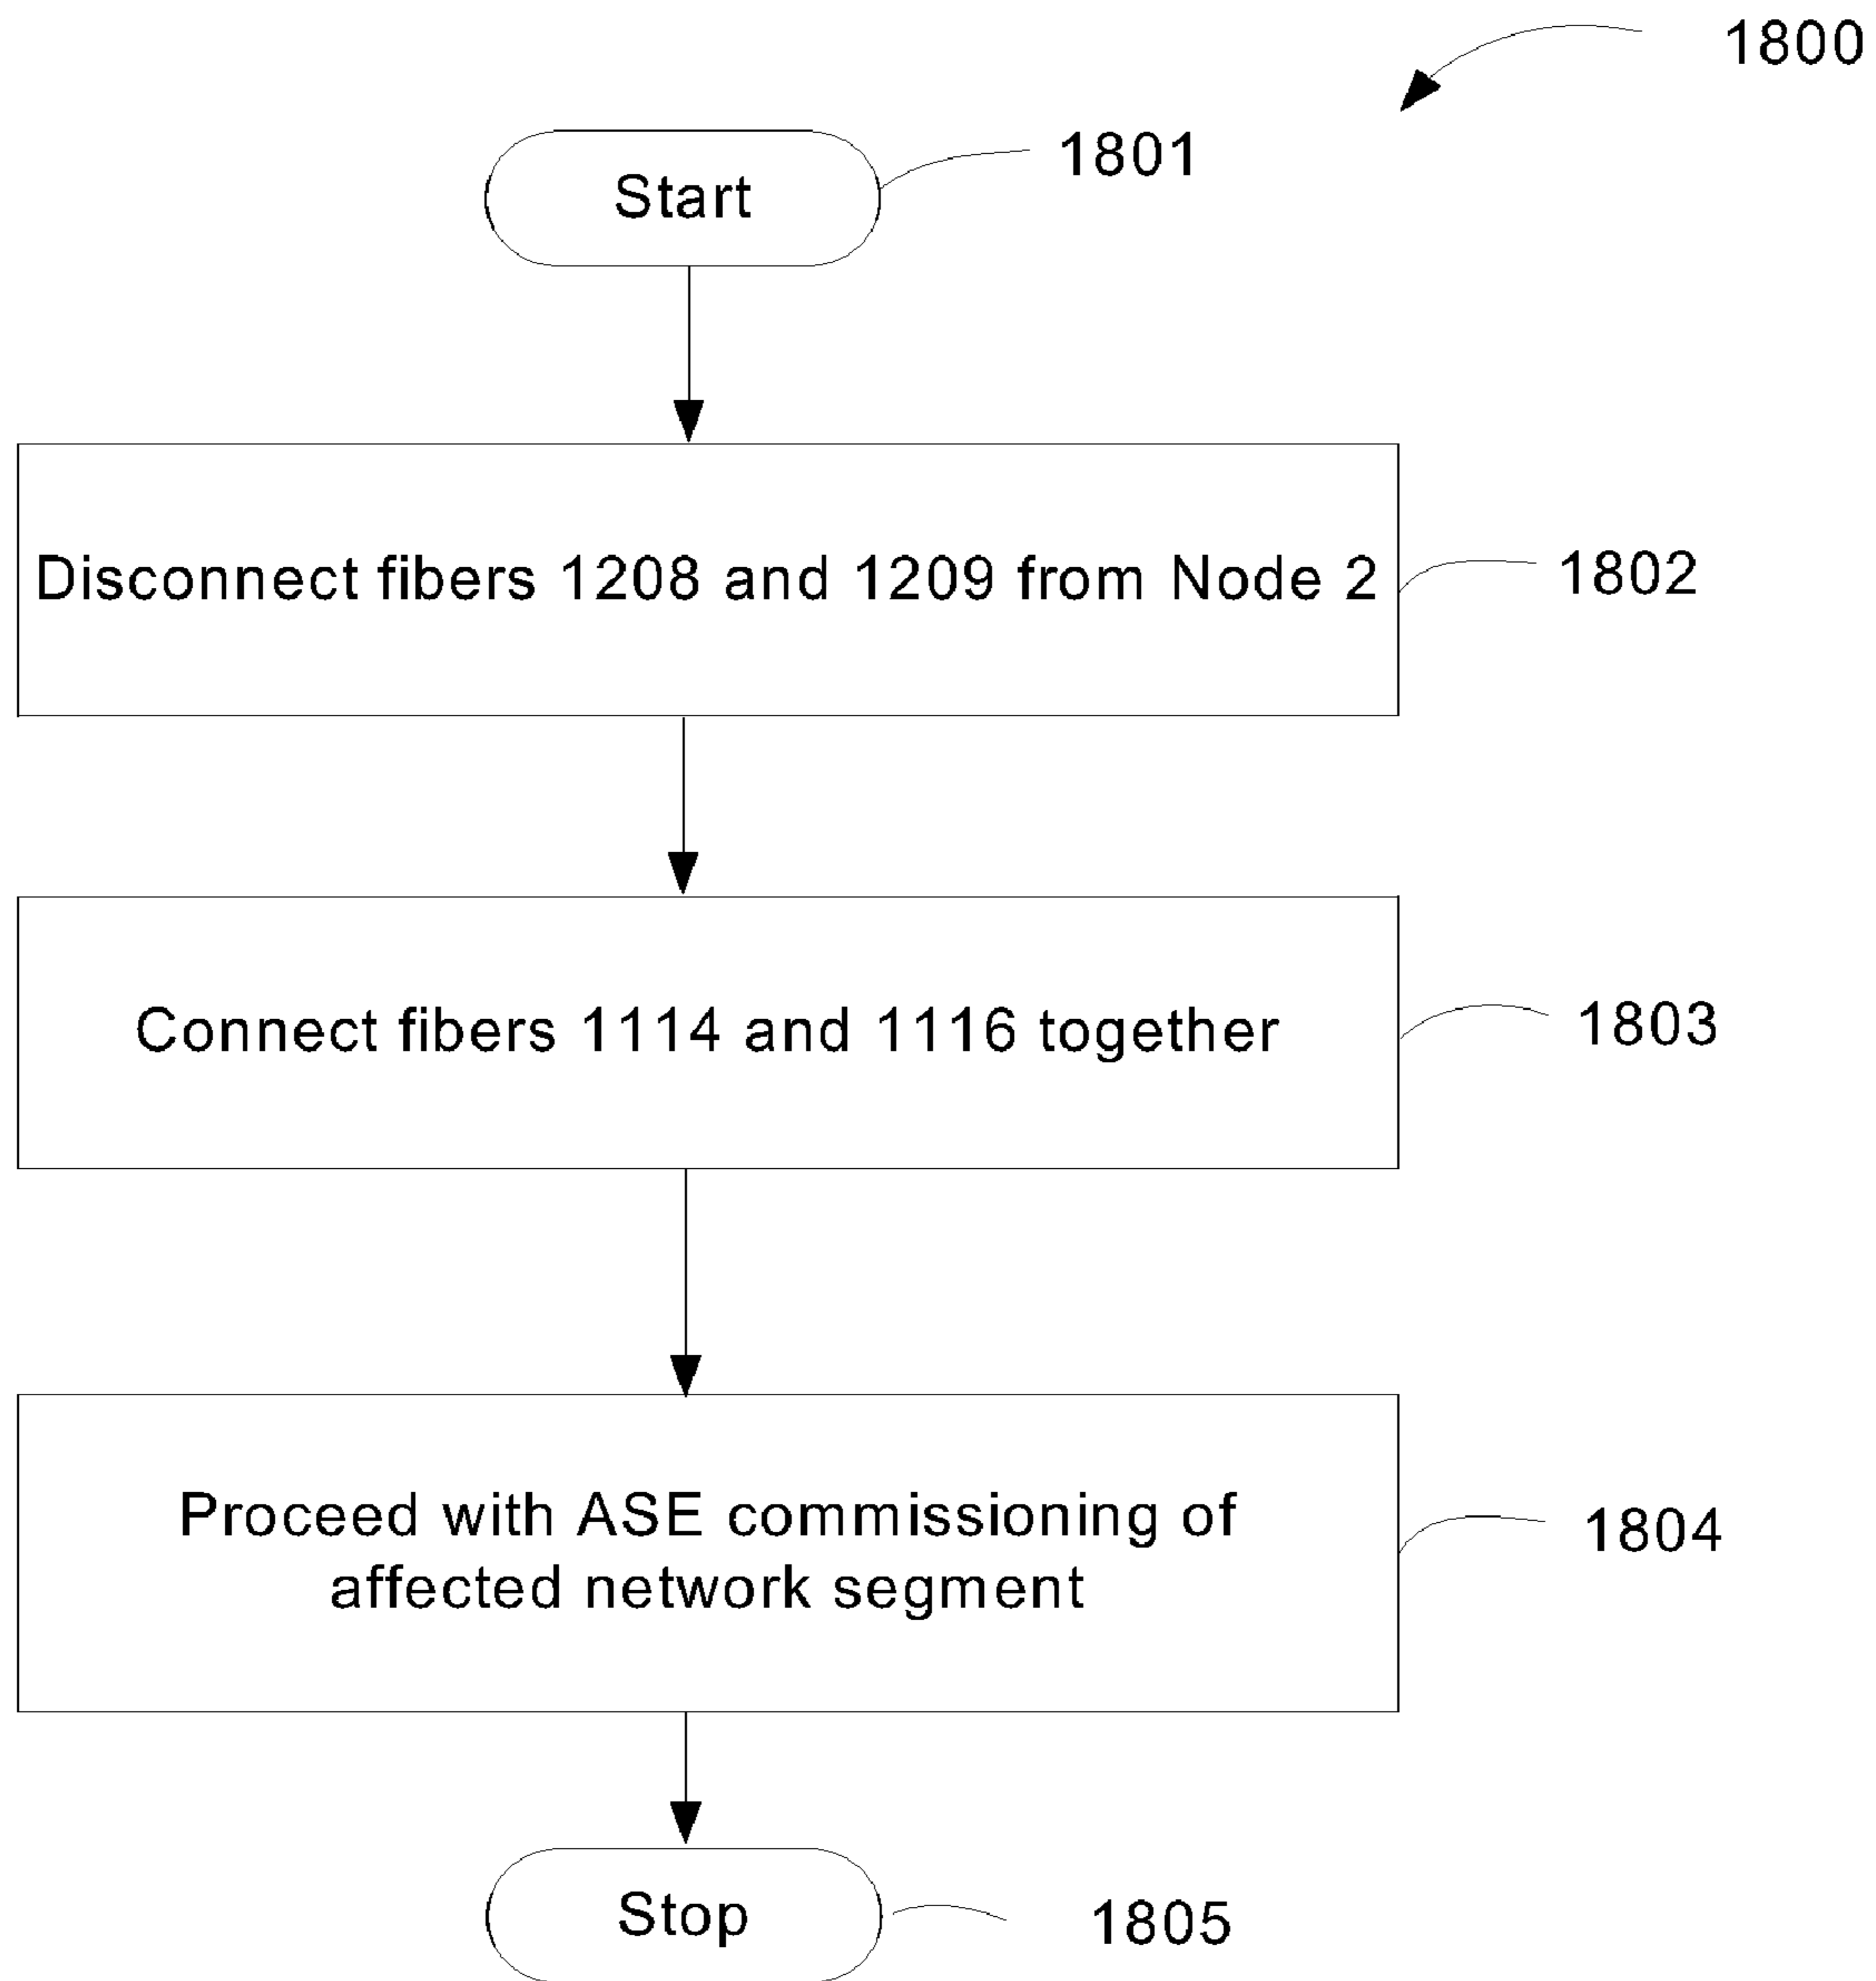 1800
Start
1801
Disconnect fibers 1208 and 1209 from Node 2
1802
Connect fibers 1114 and 1116 together
1803
Proceed with ASE commissioning of
affected network segment
1804
Stop
1805